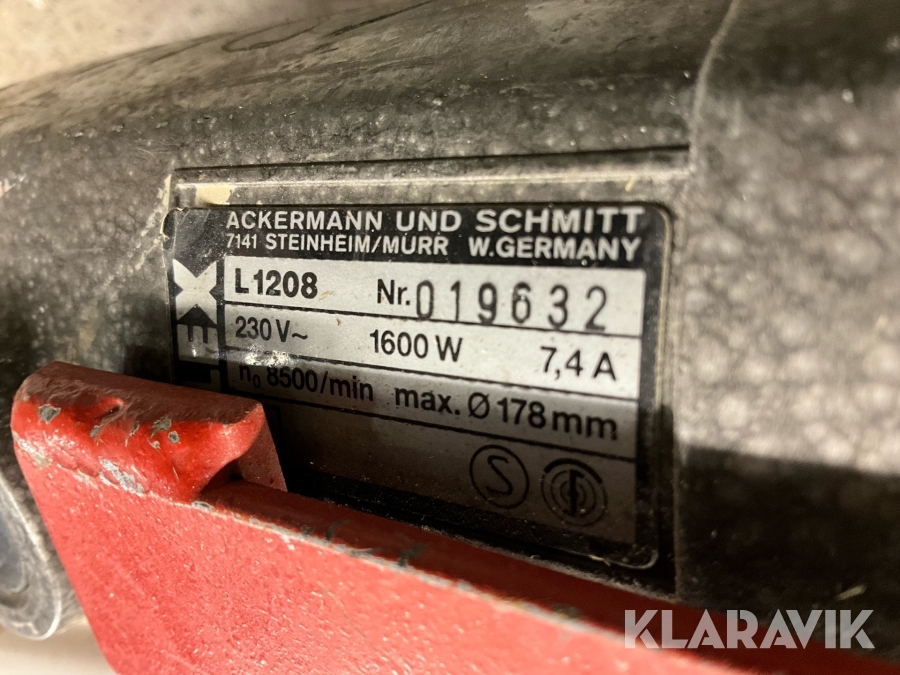 ACKERMANN UND SCHMITT
7141 STEINHEIM/MURR W.GERMANY
L1208 Nr. 019632
230 V~ 1600 W 7,4 A
n₀ 8500/min max. Ø 178 mm
S
KLARAVIK